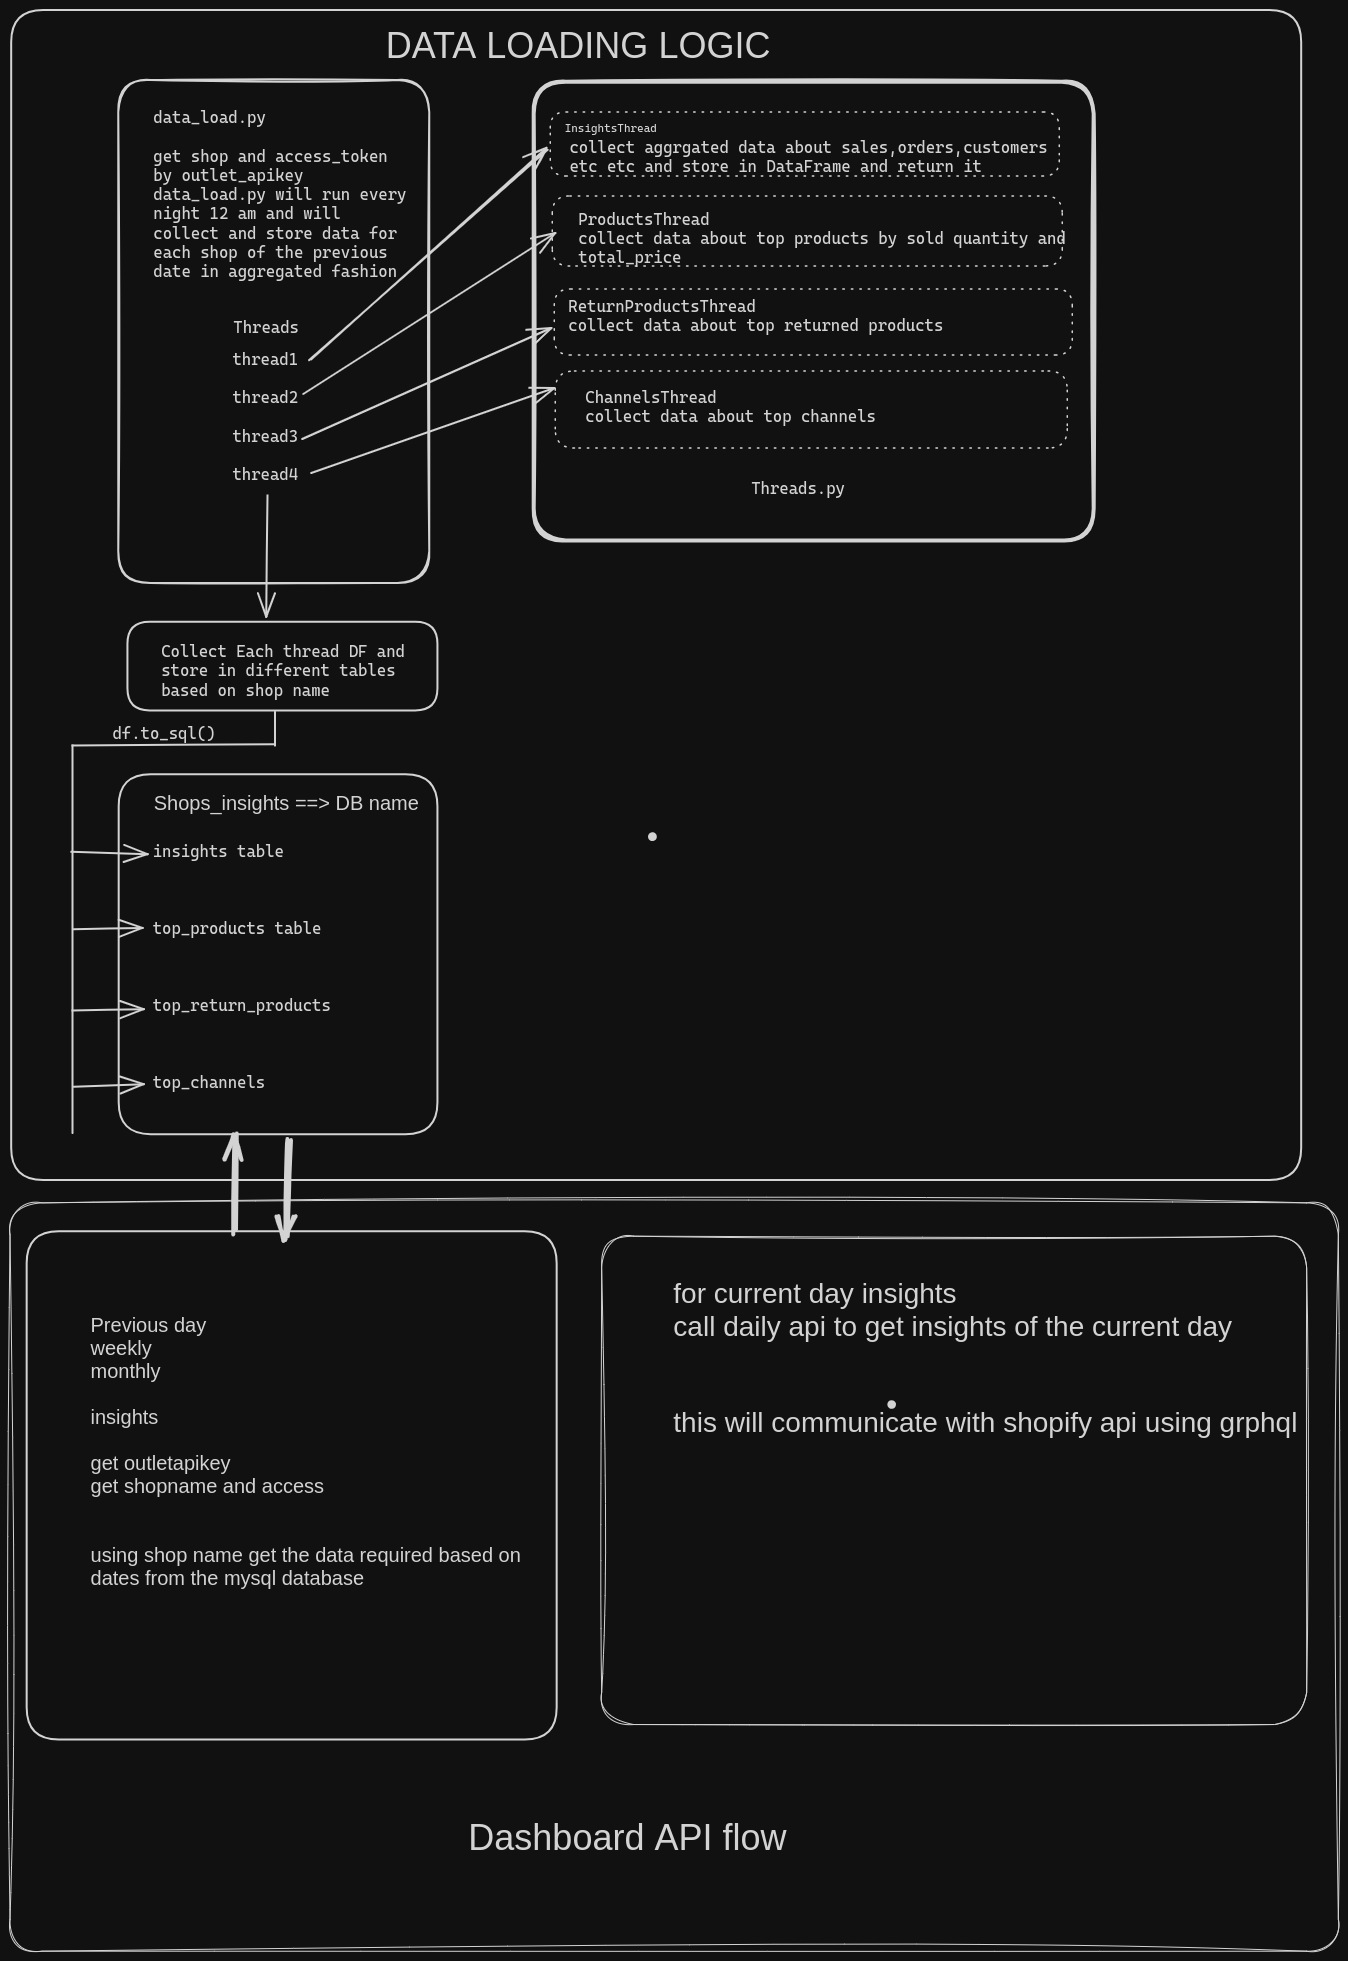 DATA LOADING LOGIC
data_load.py
get shop and access_token
by outlet_apikey
data_load.py will run every
night 12 am and will
collect and store data for
each shop of the previous
date in aggregated fashion
Threads
thread1
thread2
thread3
thread4
InsightsThread
collect aggrgated data about sales,orders,customers
etc etc and store in DataFrame and return it
ProductsThread
collect data about top products by sold quantity and
total_price
ReturnProductsThread
collect data about top returned products
ChannelsThread
collect data about top channels
Threads.py
Collect Each thread DF and
store in different tables
based on shop name
df.to_sql()
Shops_insights ==> DB name
insights table
top_products table
top_return_products
top_channels
Previous day
weekly
monthly
insights
get outletapikey
get shopname and access
using shop name get the data required based on
dates from the mysql database
for current day insights
call daily api to get insights of the current day
this will communicate with shopify api using grphql
Dashboard API flow